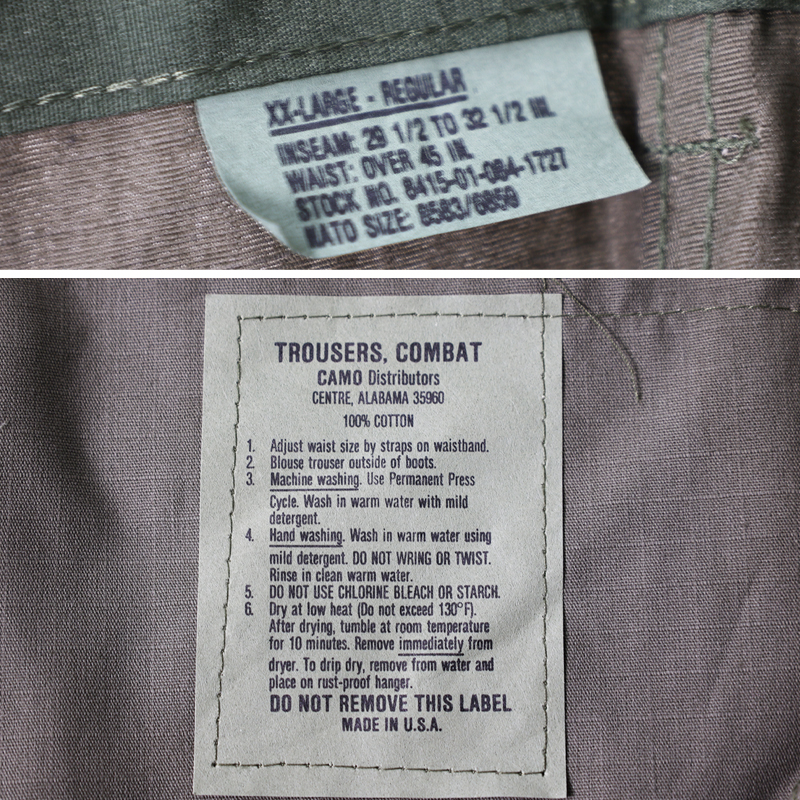 XX-LARGE - REGULAR
INSEAM: 29 1/2 TO 32 1/2 IN.
WAIST: OVER 45 IN.
STOCK NO. 8415-01-084-1727
NATO SIZE:
TROUSERS, COMBAT
CAMO Distributors
CENTRE, ALABAMA 35960
100% COTTON
1. Adjust waist size by straps on waistband.
2. Blouse trouser outside of boots.
3. Machine washing. Use Permanent Press
Cycle. Wash in warm water with mild
detergent.
4. Hand washing. Wash in warm water using
mild detergent. DO NOT WRING OR TWIST.
Rinse in clean warm water.
5. DO NOT USE CHLORINE BLEACH OR STARCH.
6. Dry at low heat (Do not exceed 130°F).
After drying, tumble at room temperature
for 10 minutes. Remove immediately from
dryer. To drip dry, remove from water and
place on rust-proof hanger.
DO NOT REMOVE THIS LABEL
MADE IN U.S.A.